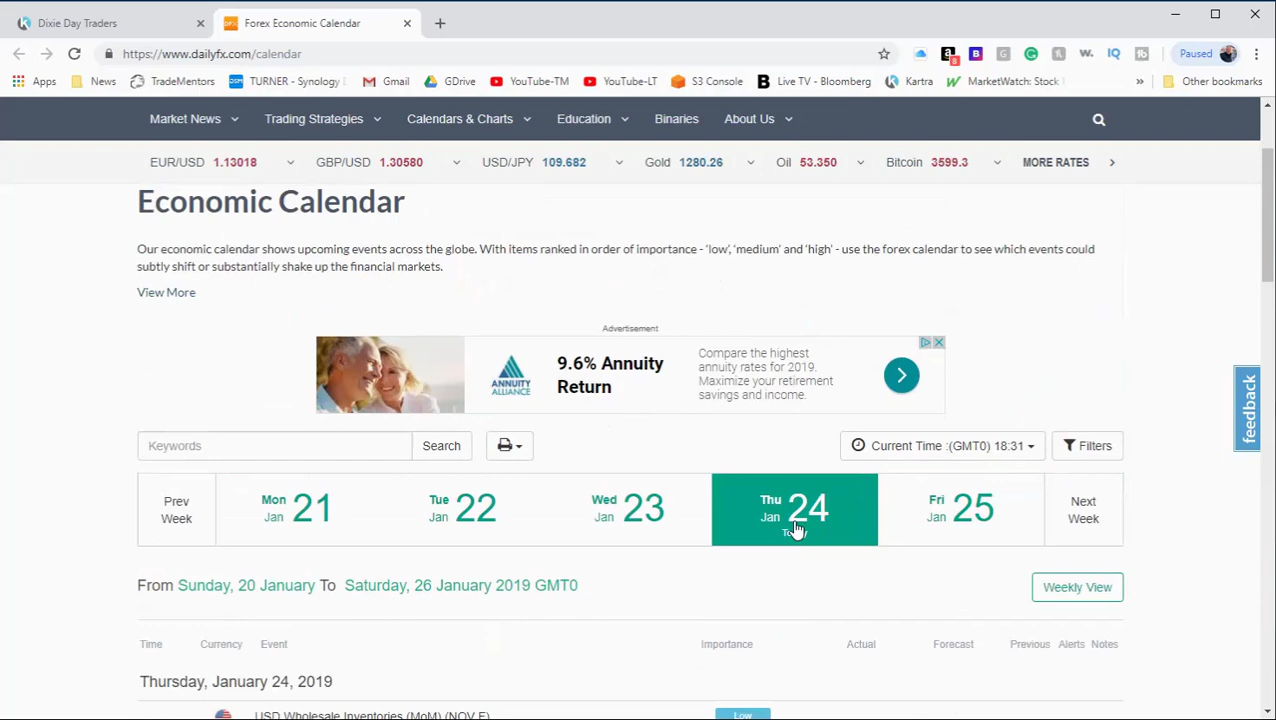 Dixie Day Traders
Forex Economic Calendar
https://www.dailyfx.com/calendar
Paused
Apps News TradeMentors TURNER - Synology Gmail GDrive YouTube-TM YouTube-LT S3 Console Live TV - Bloomberg Kartra MarketWatch: Stock » Other bookmarks
Market News Trading Strategies Calendars & Charts Education Binaries About Us
EUR/USD 1.13018 GBP/USD 1.30580 USD/JPY 109.682 Gold 1280.26 Oil 53.350 Bitcoin 3599.3 MORE RATES
Economic Calendar
Our economic calendar shows upcoming events across the globe. With items ranked in order of importance - 'low', 'medium' and 'high' - use the forex calendar to see which events could
subtly shift or substantially shake up the financial markets.
View More
Advertisement
ANNUITY
ALLIANCE
9.6% Annuity
Return
Compare the highest
annuity rates for 2019.
Maximize your retirement
savings and income.
feedback
Keywords Search Current Time :(GMT0) 18:31 Filters
Prev
Week
Mon
Jan 21
Tue
Jan 22
Wed
Jan 23
Thu
Jan 24
Fri
Jan 25
Next
Week
From Sunday, 20 January To Saturday, 26 January 2019 GMT0
Weekly View
Time Currency Event Importance Actual Forecast Previous Alerts Notes
Thursday, January 24, 2019
USD Wholesale Inventories (MoM) (NOV F) Low